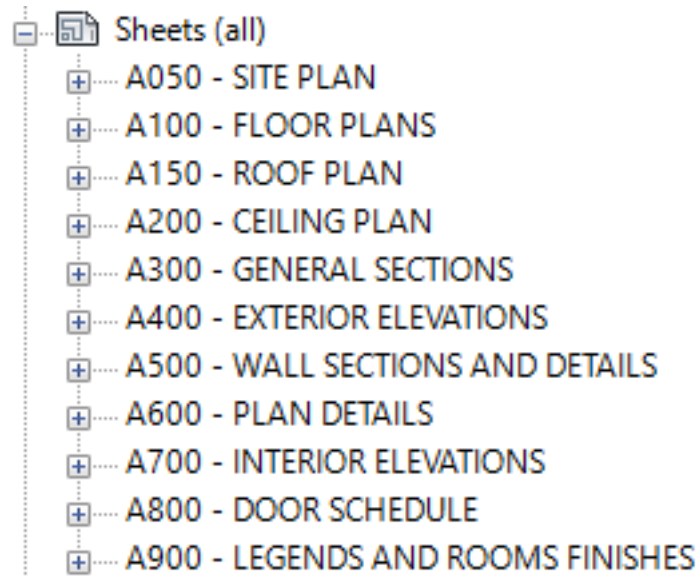 Sheets (all)
A050 - SITE PLAN
A100 - FLOOR PLANS
A150 - ROOF PLAN
A200 - CEILING PLAN
A300 - GENERAL SECTIONS
A400 - EXTERIOR ELEVATIONS
A500 - WALL SECTIONS AND DETAILS
A600 - PLAN DETAILS
A700 - INTERIOR ELEVATIONS
A800 - DOOR SCHEDULE
A900 - LEGENDS AND ROOMS FINISHES